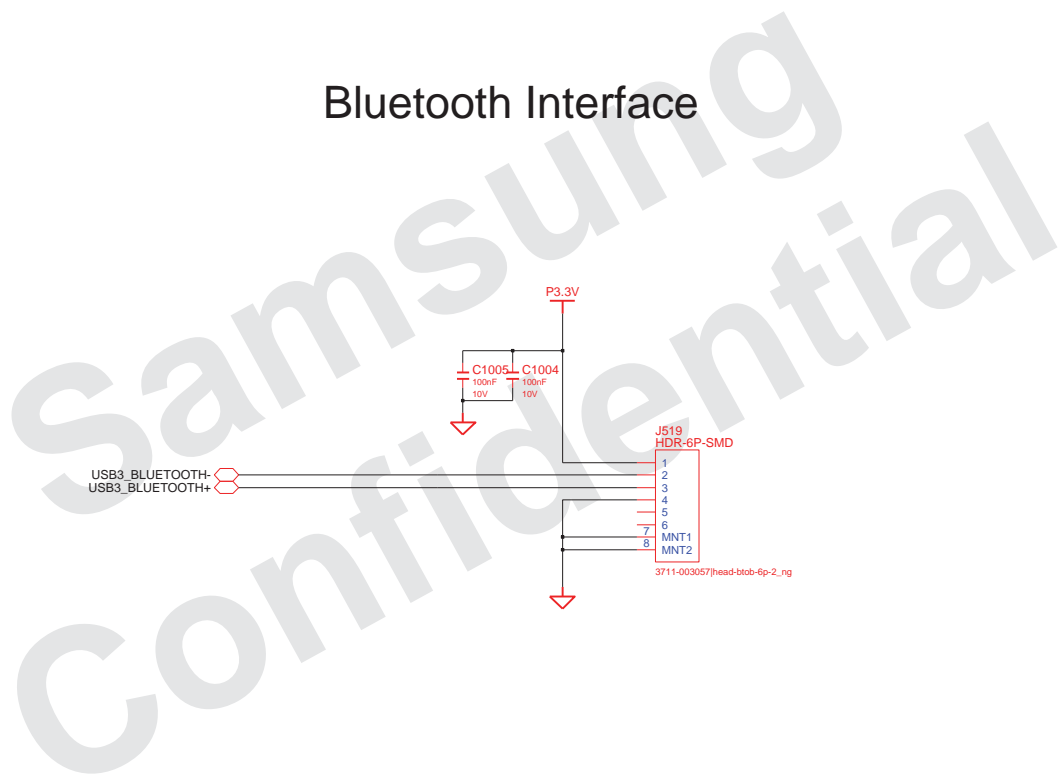 Bluetooth Interface
Samsung
Confidential
P3.3V
C1005
100nF
10V
C1004
100nF
10V
J519
HDR-6P-SMD
USB3_BLUETOOTH-
USB3_BLUETOOTH+
1
2
3
4
5
6
7 MNT1
8 MNT2
3711-003057|head-btob-6p-2_ng